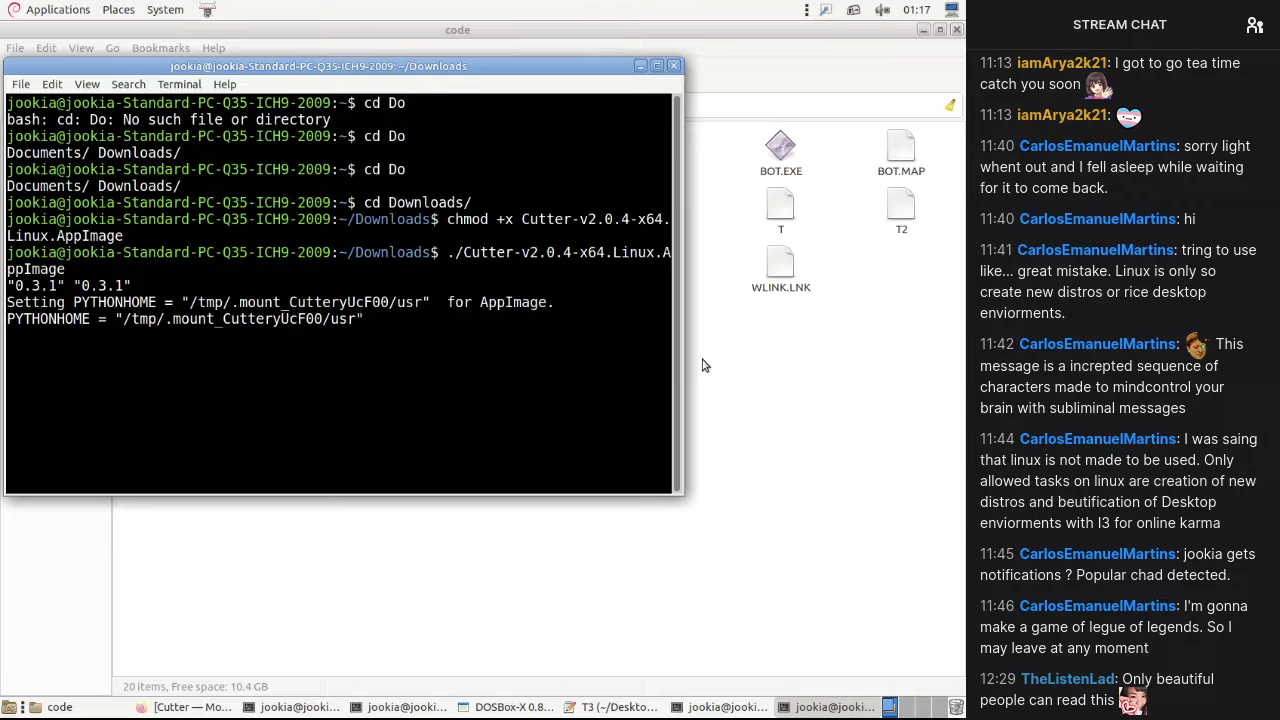 Applications Places System 01:17
code
File Edit View Go Bookmarks Help
jookia@jookia-Standard-PC-Q35-ICH9-2009: ~/Downloads
File Edit View Search Terminal Help
jookia@jookia-Standard-PC-Q35-ICH9-2009:~$ cd Do
bash: cd: Do: No such file or directory
jookia@jookia-Standard-PC-Q35-ICH9-2009:~$ cd Do
Documents/ Downloads/
jookia@jookia-Standard-PC-Q35-ICH9-2009:~$ cd Do
Documents/ Downloads/
jookia@jookia-Standard-PC-Q35-ICH9-2009:~$ cd Downloads/
jookia@jookia-Standard-PC-Q35-ICH9-2009:~/Downloads$ chmod +x Cutter-v2.0.4-x64.
Linux.AppImage
jookia@jookia-Standard-PC-Q35-ICH9-2009:~/Downloads$ ./Cutter-v2.0.4-x64.Linux.A
ppImage
"0.3.1" "0.3.1"
Setting PYTHONHOME = "/tmp/.mount_CutteryUcF00/usr"  for AppImage.
PYTHONHOME = "/tmp/.mount_CutteryUcF00/usr"
BOT.EXE BOT.MAP
T T2
WLINK.LNK
20 items, Free space: 10.4 GB
code [Cutter] — Mo... jookia@jooki... jookia@jooki... DOSBox-X 0.8... T3 (~/Deskto... jookia@jooki... jookia@jooki...
STREAM CHAT
11:13 iamArya2k21: I got to go tea time
catch you soon
11:13 iamArya2k21:
11:40 CarlosEmanuelMartins: sorry light
whent out and I fell asleep while waiting
for it to come back.
11:40 CarlosEmanuelMartins: hi
11:41 CarlosEmanuelMartins: tring to use
like... great mistake. Linux is only so
create new distros or rice desktop
enviorments.
11:42 CarlosEmanuelMartins: This
message is a increpted sequence of
characters made to mindcontrol your
brain with subliminal messages
11:44 CarlosEmanuelMartins: I was saing
that linux is not made to be used. Only
allowed tasks on linux are creation of new
distros and beutification of Desktop
enviorments with I3 for online karma
11:45 CarlosEmanuelMartins: jookia gets
notifications ? Popular chad detected.
11:46 CarlosEmanuelMartins: I'm gonna
make a game of legue of legends. So I
may leave at any moment
12:29 TheListenLad: Only beautiful
people can read this